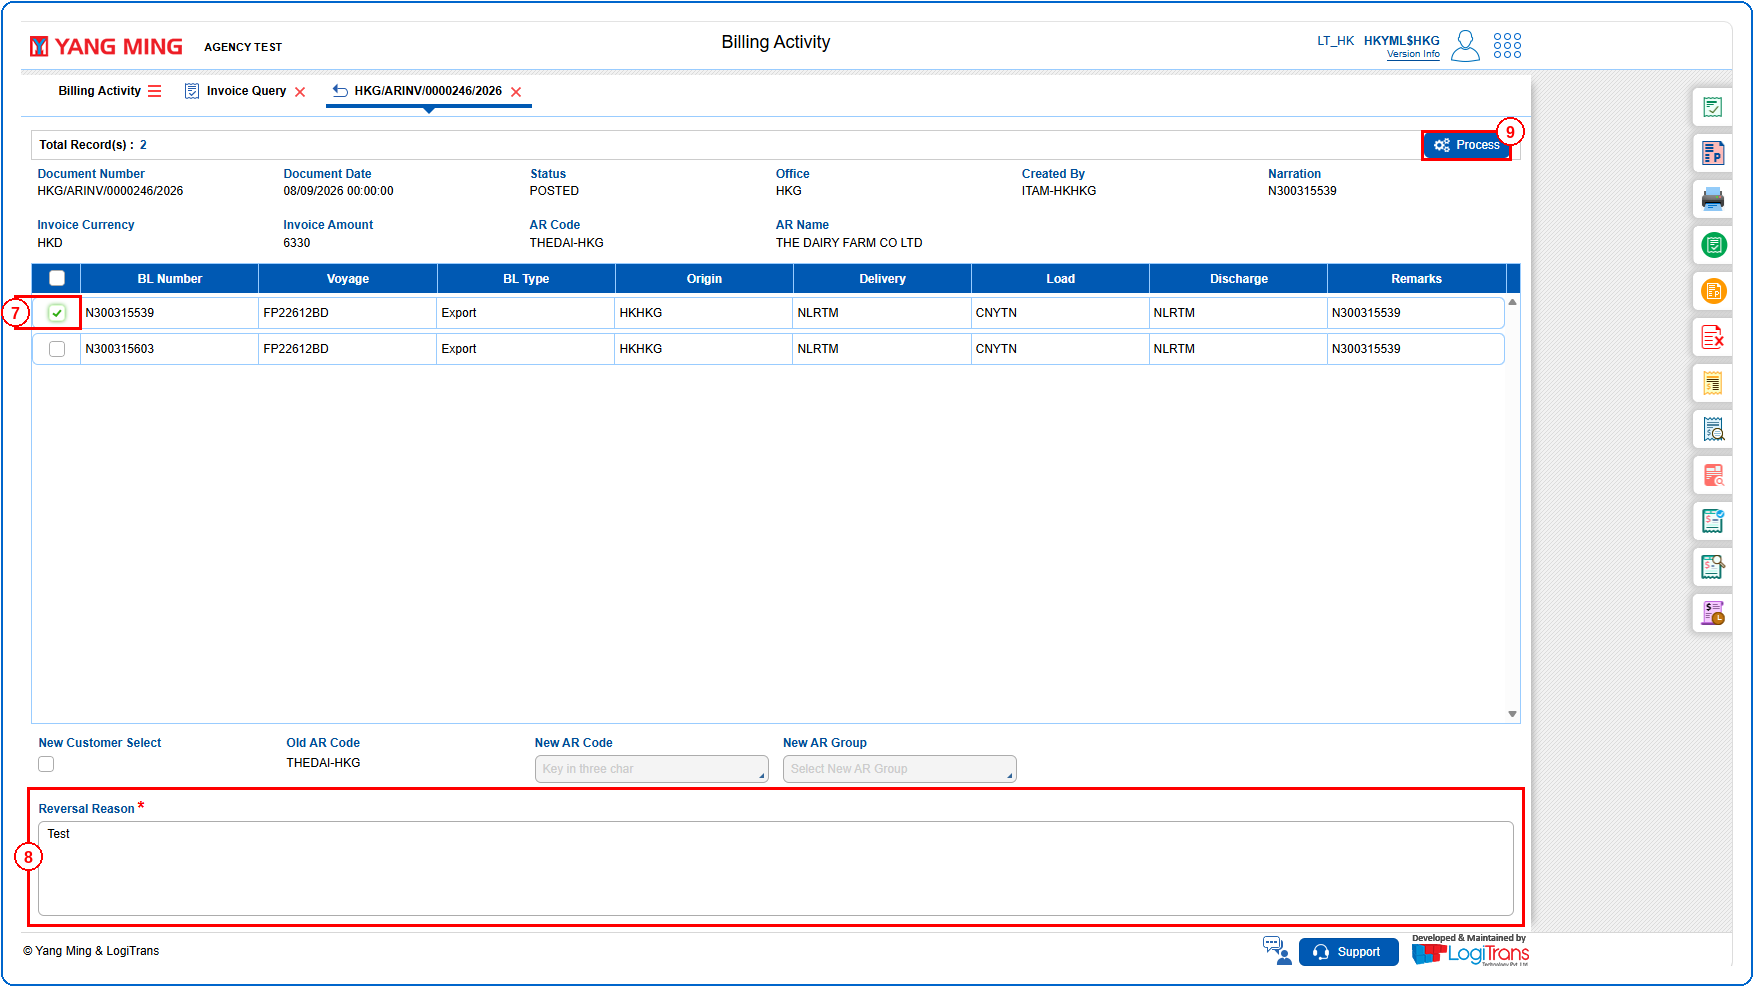 YANG MING AGENCY TEST
Billing Activity
LT_HK HKYML$HKG
Version Info
Billing Activity Invoice Query HKG/ARINV/0000246/2026
Total Record(s) : 2
Process
9
Document Number Document Date Status Office Created By Narration
HKG/ARINV/0000246/2026 08/09/2026 00:00:00 POSTED HKG ITAM-HKHKG N300315539
Invoice Currency Invoice Amount AR Code AR Name
HKD 6330 THEDAI-HKG THE DAIRY FARM CO LTD
BL Number Voyage BL Type Origin Delivery Load Discharge Remarks
7
N300315539 FP22612BD Export HKHKG NLRTM CNYTN NLRTM N300315539
N300315603 FP22612BD Export HKHKG NLRTM CNYTN NLRTM N300315539
New Customer Select Old AR Code New AR Code New AR Group
THEDAI-HKG Key in three char Select New AR Group
Reversal Reason *
Test
8
© Yang Ming & LogiTrans
Support
Developed & Maintained by
LogiTrans
Technology Pvt. Ltd